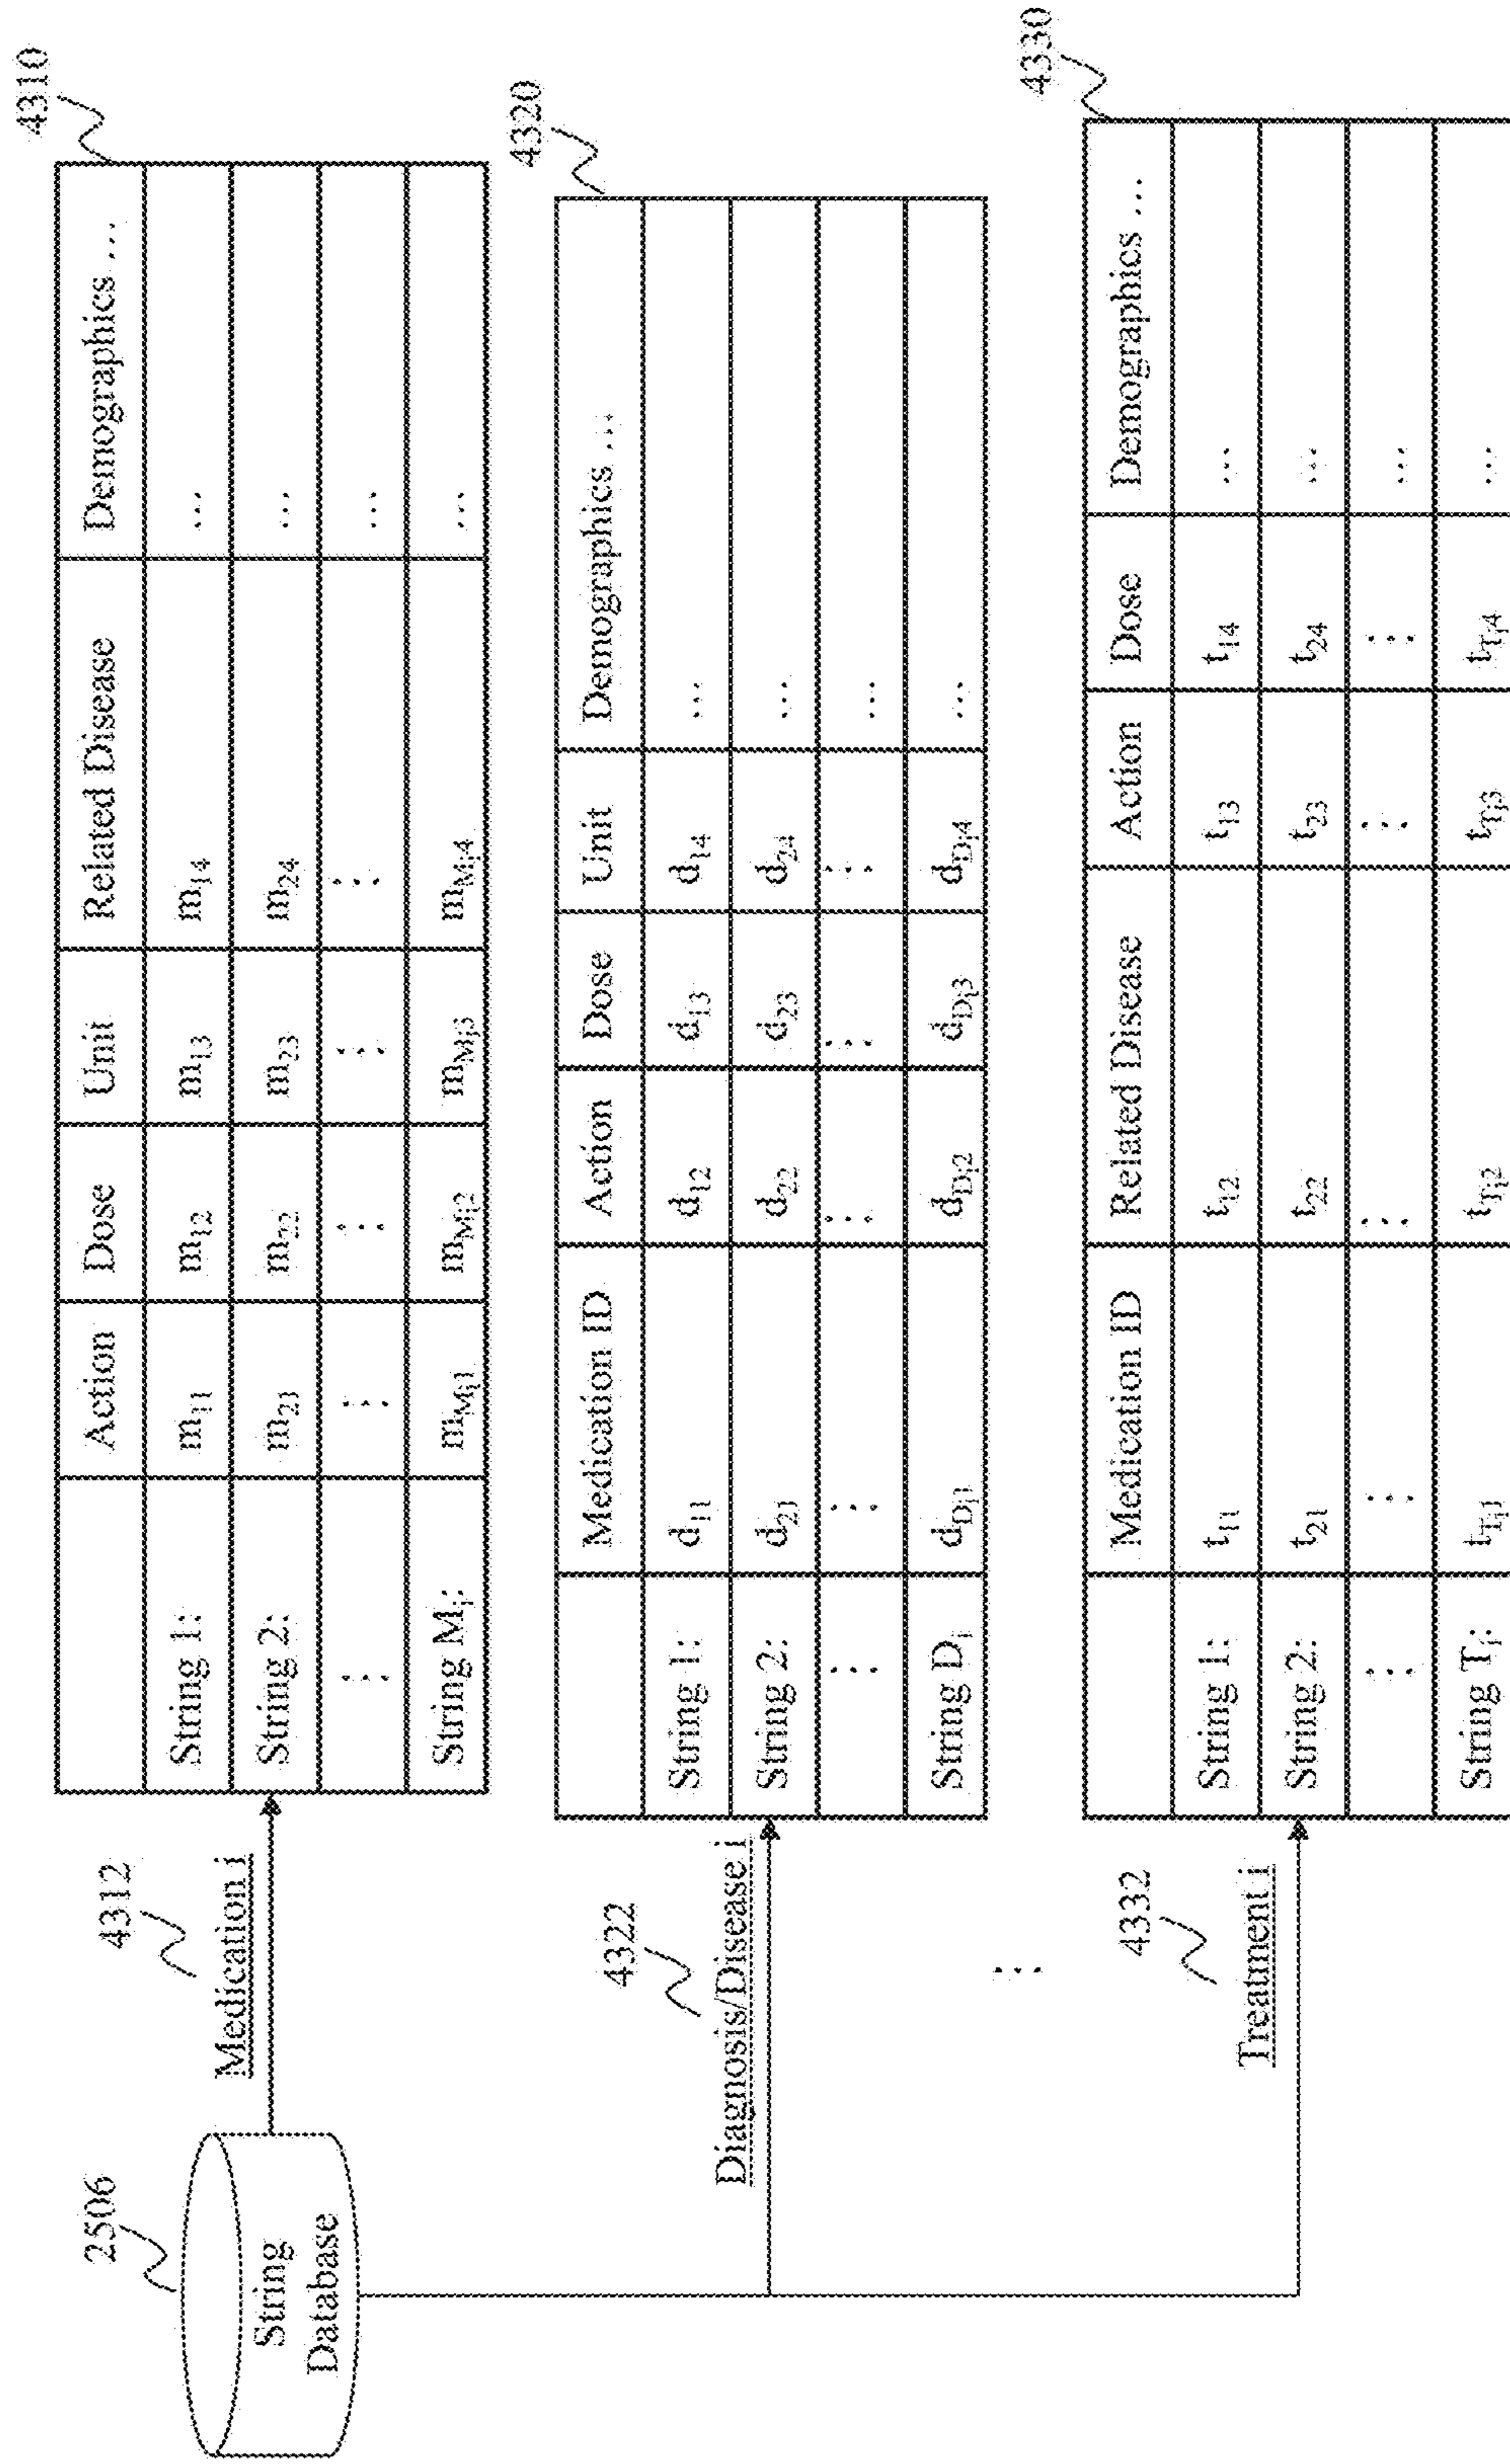 2506
String
Database
4312
Medication i
4310
Action Dose Unit Related Disease Demographics ...
String 1: m11 m12 m13 m14 ...
String 2: m21 m22 m23 m24 ...
⋮ ⋮ ⋮ ⋮ ⋮ ...
String Mi: mMi1 mMi2 mMi3 mMi4 ...
4322
Diagnosis/Disease i
4320
Medication ID Action Dose Unit Demographics ...
String 1: d11 d12 d13 d14 ...
String 2: d21 d22 d23 d24 ...
⋮ ⋮ ⋮ ⋮ ⋮ ...
String Di dDi1 dDi2 dDi3 dDi4 ...
⋮
4332
Treatment i
4330
Medication ID Related Disease Action Dose Demographics ...
String 1: t11 t12 t13 t14 ...
String 2: t21 t22 t23 t24 ...
⋮ ⋮ ⋮ ⋮ ⋮ ...
String Ti: tTi1 tTi2 tTi3 tTi4 ...